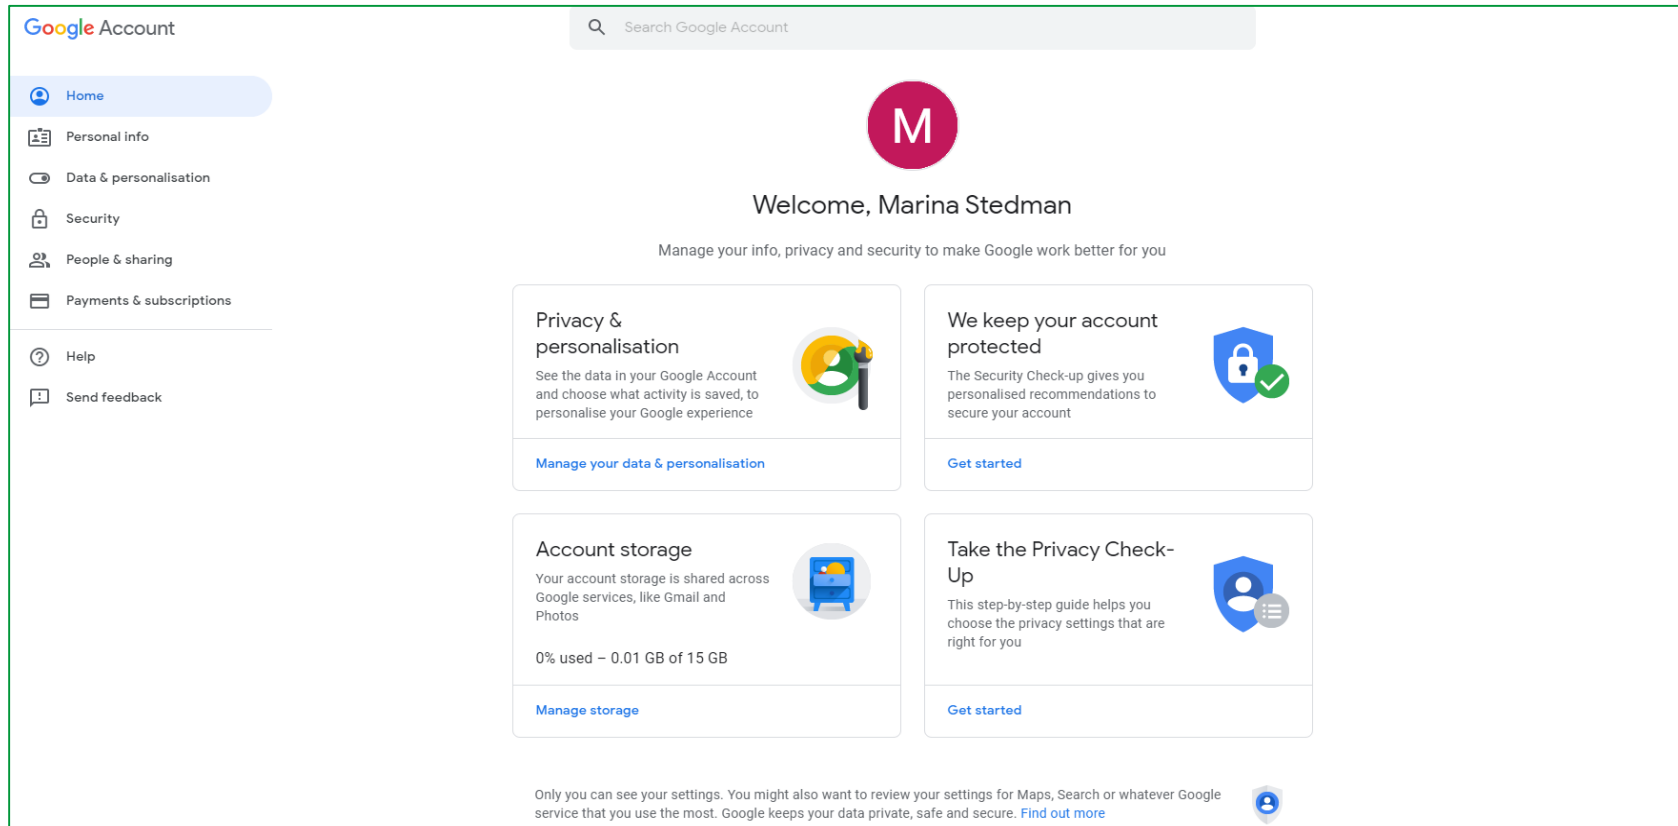 Google Account
Search Google Account
Home
Personal info
Data & personalisation
Security
People & sharing
Payments & subscriptions
Help
Send feedback
M
Welcome, Marina Stedman
Manage your info, privacy and security to make Google work better for you
Privacy &
personalisation
See the data in your Google Account
and choose what activity is saved, to
personalise your Google experience
Manage your data & personalisation
We keep your account
protected
The Security Check-up gives you
personalised recommendations to
secure your account
Get started
Account storage
Your account storage is shared across
Google services, like Gmail and
Photos
0% used – 0.01 GB of 15 GB
Manage storage
Take the Privacy Check-
Up
This step-by-step guide helps you
choose the privacy settings that are
right for you
Get started
Only you can see your settings. You might also want to review your settings for Maps, Search or whatever Google
service that you use the most. Google keeps your data private, safe and secure. Find out more